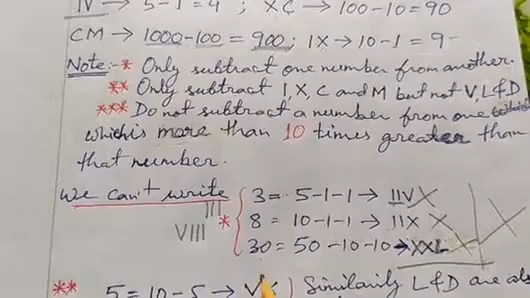 IV → 5-1=4 ; XC → 100-10=90
CM → 1000-100 = 900; IX → 10-1 = 9
Note:-* Only subtract one number from another.
** Only subtract I, X, C and M but not V, L & D
*** Do not subtract a number from one
which is more than 10 times greater than
that number.
We can't write
III
VIII
*
3 = 5-1-1 → IIV X
8 = 10-1-1 → IIX X
30 = 50-10-10 → XXL
** 5 = 10-5 → VX ) Similarily L & D are als